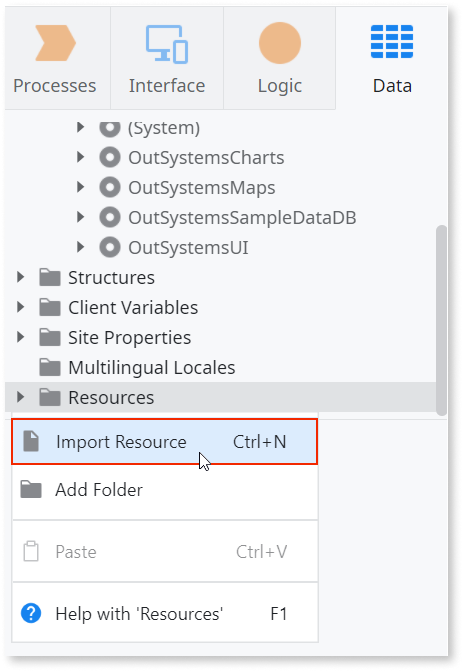 Processes Interface Logic Data
(System)
OutSystemsCharts
OutSystemsMaps
OutSystemsSampleDataDB
OutSystemsUI
Structures
Client Variables
Site Properties
Multilingual Locales
Resources
Import Resource Ctrl+N
Add Folder
Paste Ctrl+V
Help with 'Resources' F1